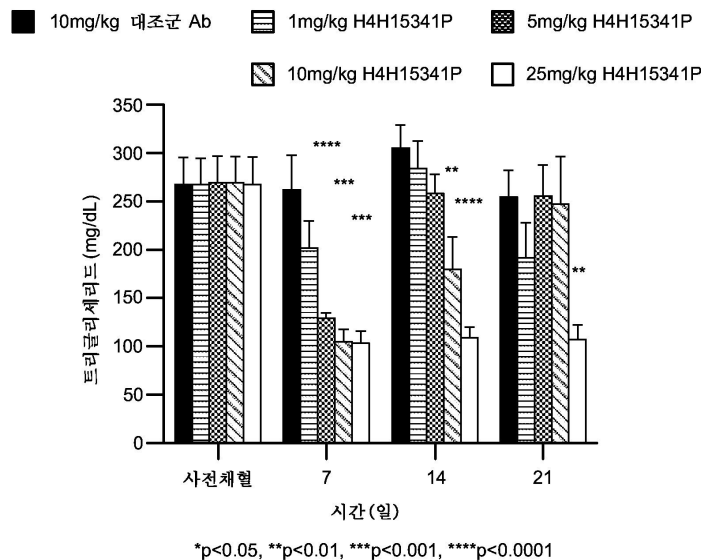 10mg/kg 대조군 Ab
1mg/kg H4H15341P
5mg/kg H4H15341P
10mg/kg H4H15341P
25mg/kg H4H15341P
트리글리세리드 (mg/dL)
350
300
250
200
150
100
50
0
****
***
***
**
****
**
사전채혈
7
14
21
시간(일)
*p<0.05, **p<0.01, ***p<0.001, ****p<0.0001